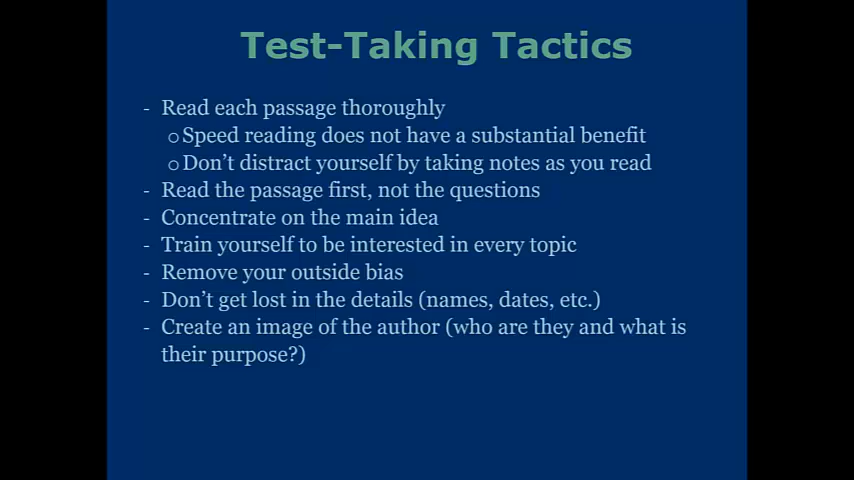 Test-Taking Tactics
- Read each passage thoroughly
o Speed reading does not have a substantial benefit
o Don’t distract yourself by taking notes as you read
- Read the passage first, not the questions
- Concentrate on the main idea
- Train yourself to be interested in every topic
- Remove your outside bias
- Don’t get lost in the details (names, dates, etc.)
- Create an image of the author (who are they and what is
their purpose?)